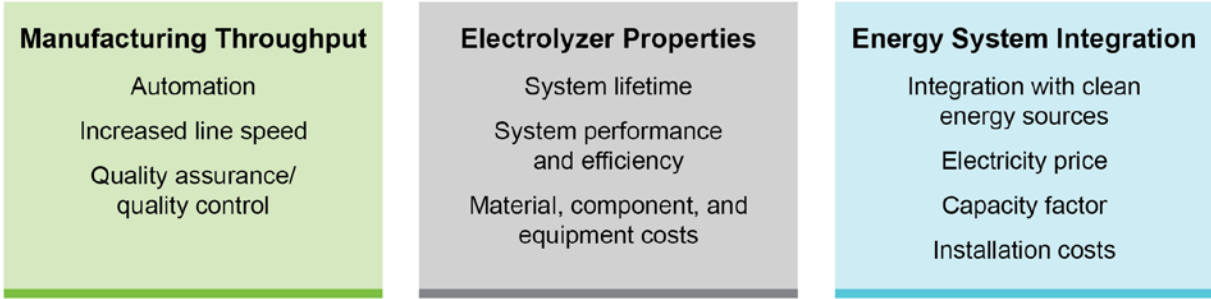 Manufacturing Throughput
Automation
Increased line speed
Quality assurance/
quality control
Electrolyzer Properties
System lifetime
System performance
and efficiency
Material, component, and
equipment costs
Energy System Integration
Integration with clean
energy sources
Electricity price
Capacity factor
Installation costs